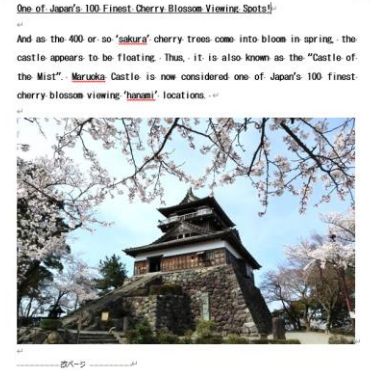 One of Japan's 100 Finest Cherry Blossom Viewing Spots!
And as the 400 or so 'sakura' cherry trees come into bloom in spring, the
castle appears to be floating. Thus, it is also known as the "Castle of
the Mist". Maruoka Castle is now considered one of Japan's 100 finest
cherry blossom viewing 'hanami' locations.
改ページ